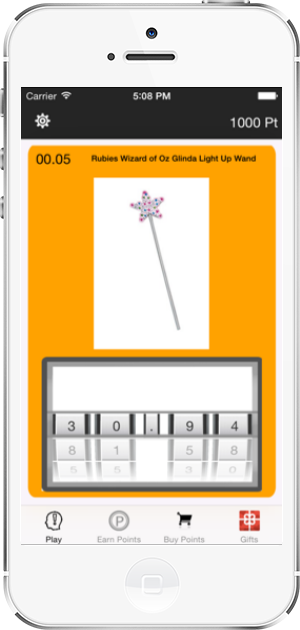 Carrier 5:08 PM
1000 Pt
00.05 Rubies Wizard of Oz Glinda Light Up Wand
3 0 . 9 4
8 1 5 8
5 5 3 0
P
Play Earn Points Buy Points Gifts